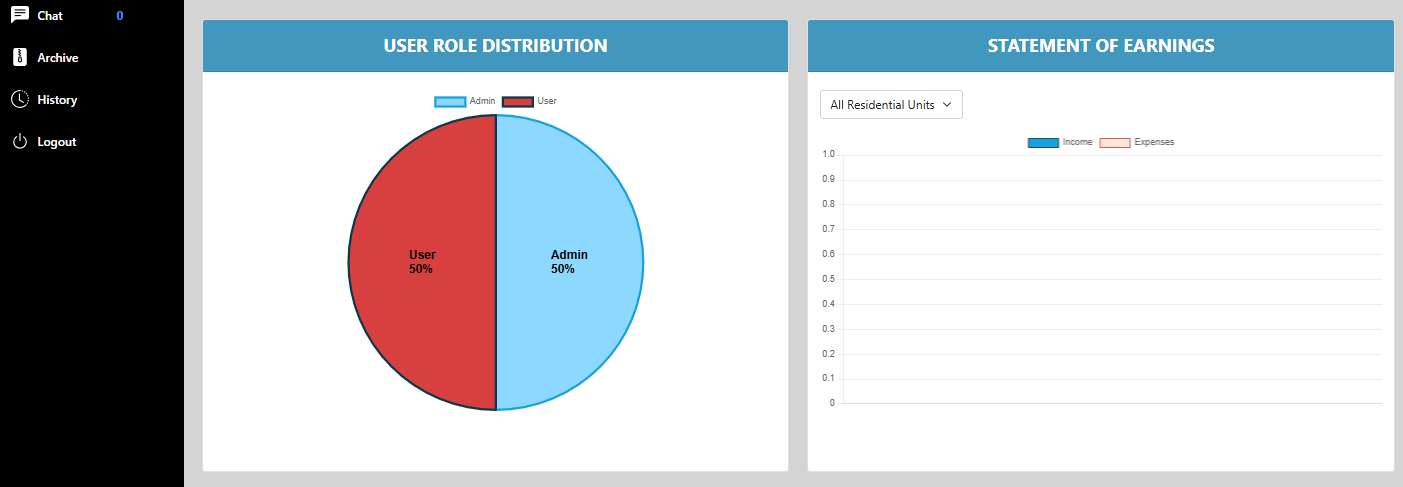 Chat 0
Archive
History
Logout
USER ROLE DISTRIBUTION
Admin User
User
50%
Admin
50%
STATEMENT OF EARNINGS
All Residential Units
Income Expenses
1.0
0.9
0.8
0.7
0.6
0.5
0.4
0.3
0.2
0.1
0